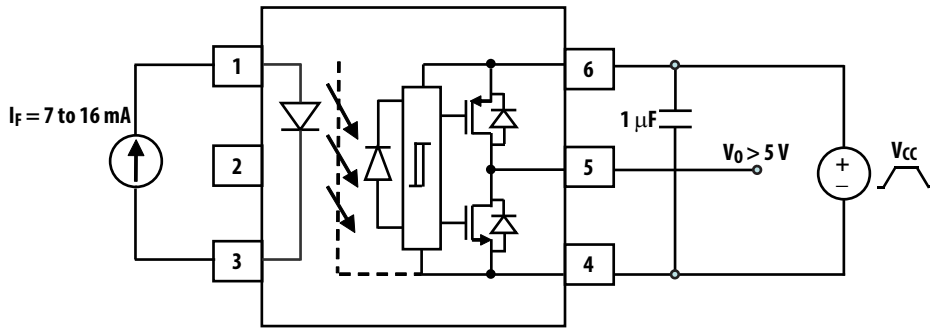 1
6
I_F = 7 to 16 mA
1 μF
2
5
V_O > 5 V
+
–
V_CC
3
4